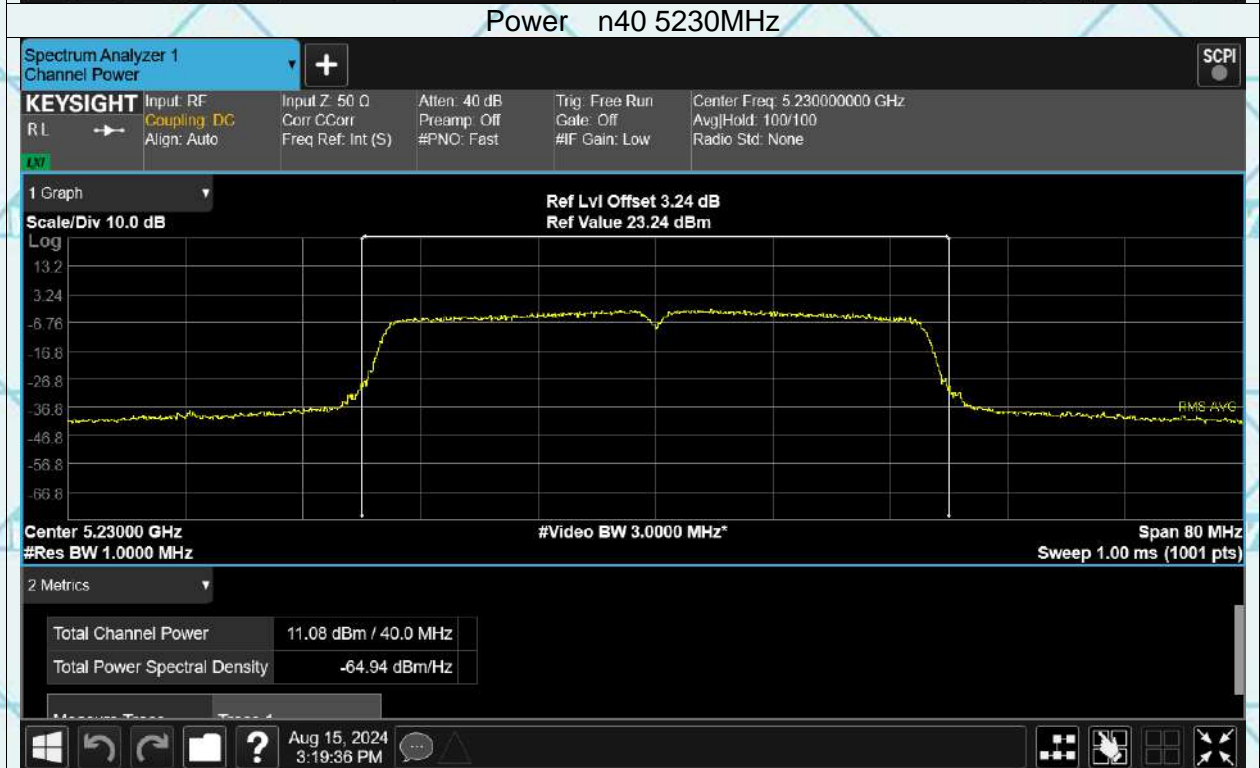 Power n40 5230MHz
Spectrum Analyzer 1
Channel Power
SCPI
KEYSIGHT
RL
LXI
Input: RF
Coupling: DC
Align: Auto
Input Z: 50 Ω
Corr CCorr
Freq Ref: Int (S)
Atten: 40 dB
Preamp: Off
#PNO: Fast
Trig: Free Run
Gate: Off
#IF Gain: Low
Center Freq: 5.230000000 GHz
Avg|Hold: 100/100
Radio Std: None
1 Graph
Scale/Div 10.0 dB
Ref Lvl Offset 3.24 dB
Ref Value 23.24 dBm
Log
13.2
3.24
-6.76
-16.8
-26.8
-36.8
-46.8
-56.8
-66.8
RMS AVG
Center 5.23000 GHz
#Res BW 1.0000 MHz
#Video BW 3.0000 MHz*
Span 80 MHz
Sweep 1.00 ms (1001 pts)
2 Metrics
Total Channel Power 11.08 dBm / 40.0 MHz
Total Power Spectral Density -64.94 dBm/Hz
Aug 15, 2024
3:19:36 PM